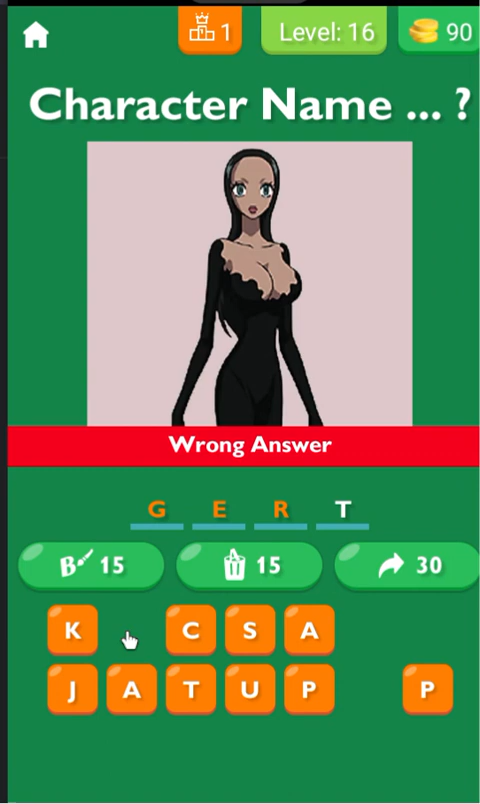 1 Level: 16 90
Character Name ... ?
Wrong Answer
G E R T
B 15 15 30
K C S A
J A T U P P